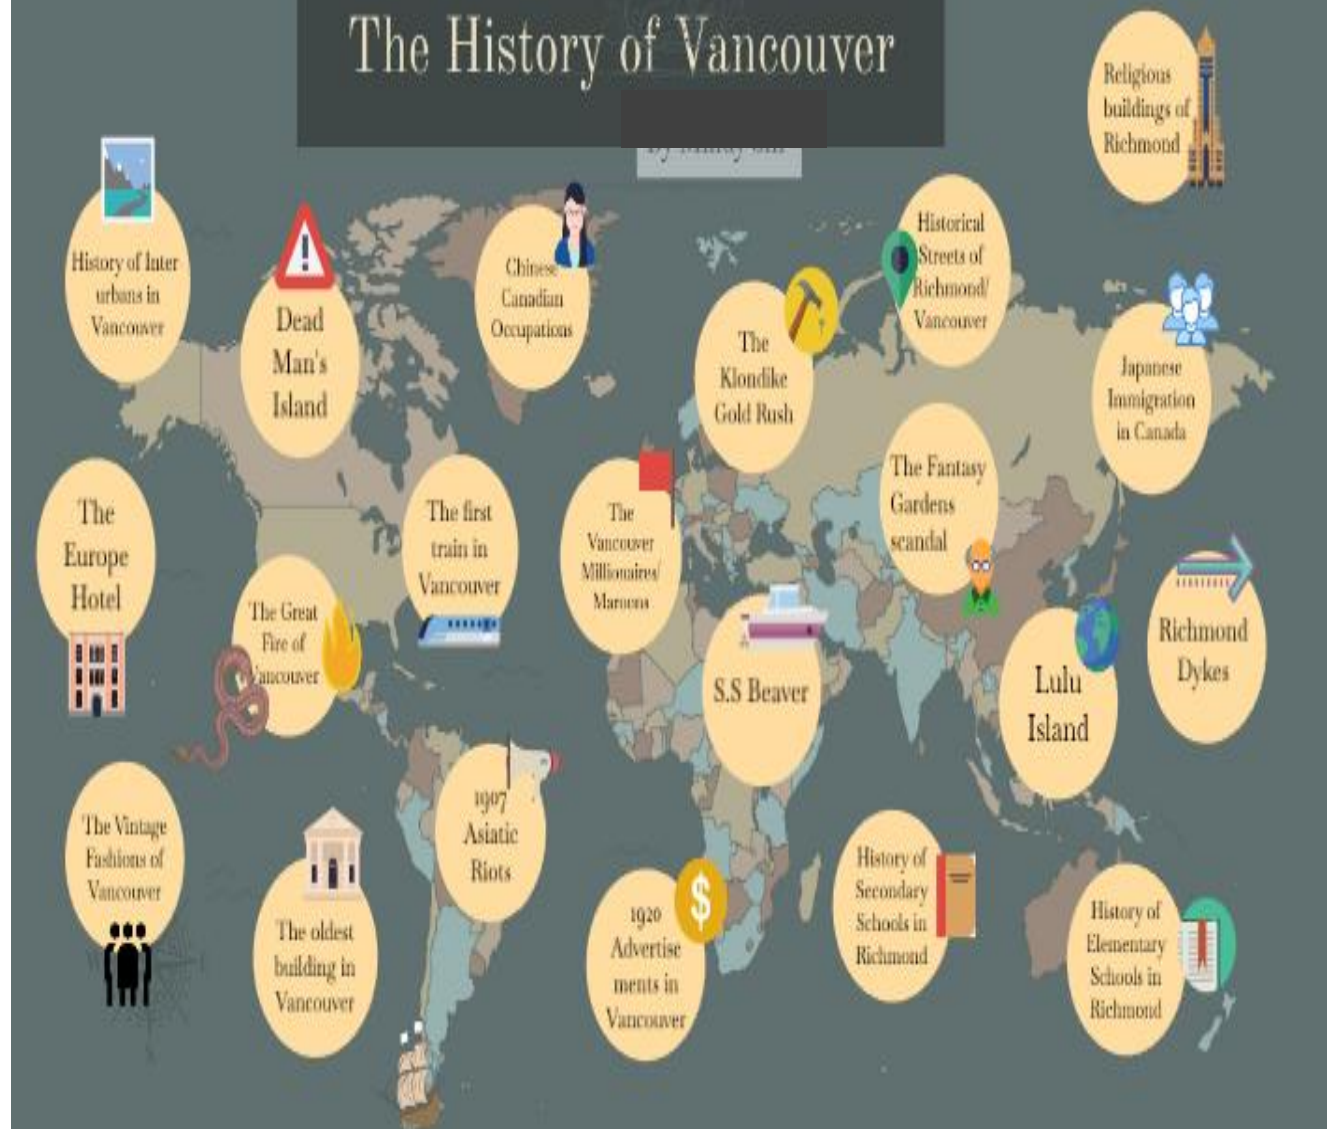 The History of Vancouver
Religious
buildings of
Richmond
History of Inter
urbans in
Vancouver
Dead
Man's
Island
Chinese
Canadian
Occupations
Historical
Streets of
Richmond/
Vancouver
The
Klondike
Gold Rush
Japanese
Immigration
in Canada
The
Europe
Hotel
The first
train in
Vancouver
The
Vancouver
Millionaires/
Maroons
The Fantasy
Gardens
scandal
The Great
Fire of
Vancouver
S.S Beaver
Lulu
Island
Richmond
Dykes
The Vintage
Fashions of
Vancouver
The oldest
building in
Vancouver
1907
Asiatic
Riots
1920
Advertise
ments in
Vancouver
History of
Secondary
Schools in
Richmond
History of
Elementary
Schools in
Richmond